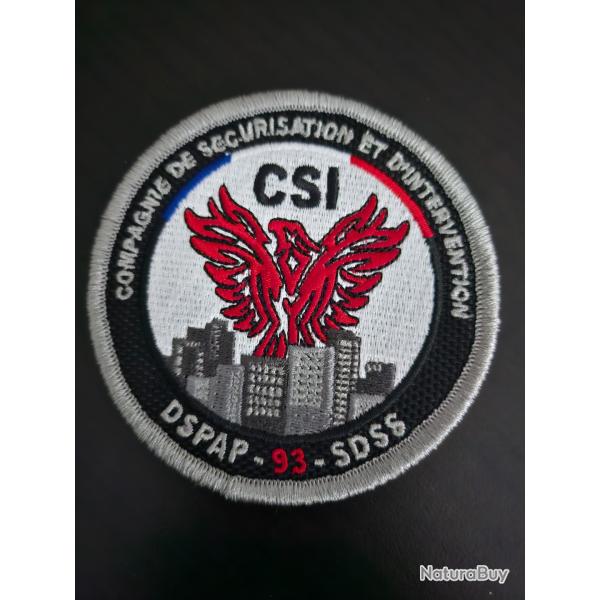 COMPAGNIE DE SECURISATION ET D'INTERVENTION
CSI
DSPAP - 93 - SDSS
NaturaBuy